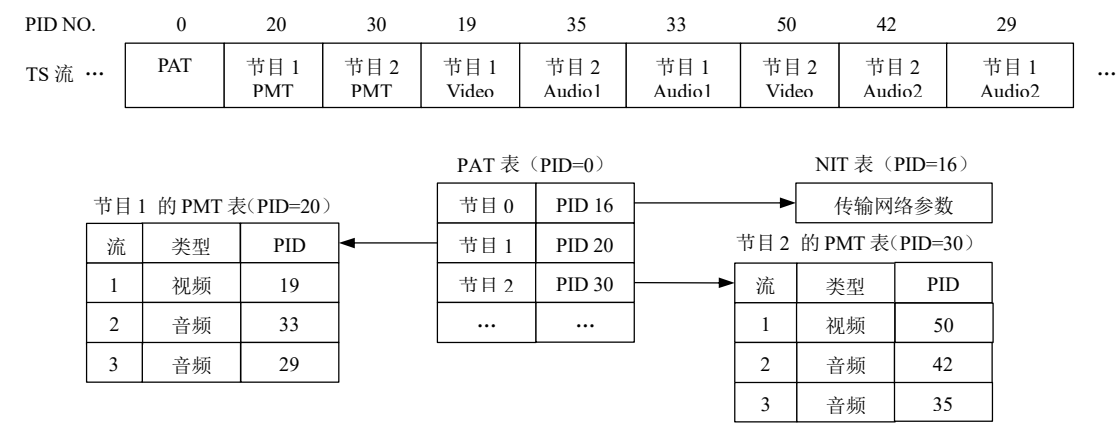 PID NO. 0 20 30 19 35 33 50 42 29
TS 流 … PAT 节目 1 PMT 节目 2 PMT 节目 1 Video 节目 2 Audio1 节目 1 Audio1 节目 2 Video 节目 2 Audio2 节目 1 Audio2 …
PAT 表（PID=0）
节目 0 PID 16
节目 1 PID 20
节目 2 PID 30
… …
NIT 表（PID=16）
传输网络参数
节目 1 的 PMT 表（PID=20）
流 类型 PID
1 视频 19
2 音频 33
3 音频 29
节目 2 的 PMT 表（PID=30）
流 类型 PID
1 视频 50
2 音频 42
3 音频 35